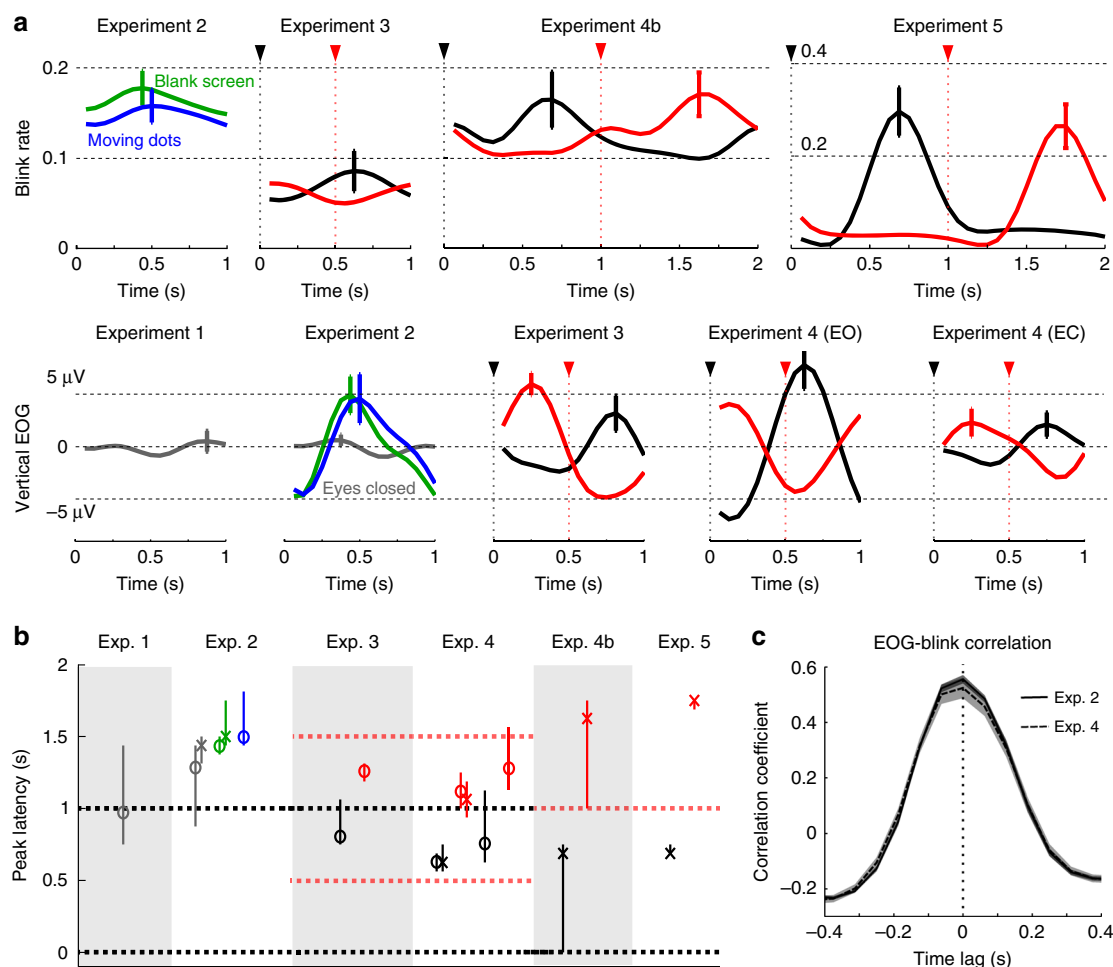 a
Experiment 2
Experiment 3
Experiment 4b
Experiment 5
Blink rate
0.2
0.1
0
Blank screen
Moving dots
0.4
0.2
0 0.5 1
0 0.5 1
0 0.5 1 1.5 2
0 0.5 1 1.5 2
Time (s)
Time (s)
Time (s)
Time (s)
Experiment 1
Experiment 2
Experiment 3
Experiment 4 (EO)
Experiment 4 (EC)
Vertical EOG
5 μV
0
–5 μV
Eyes closed
0 0.5 1
0 0.5 1
0 0.5 1
0 0.5 1
0 0.5 1
Time (s)
Time (s)
Time (s)
Time (s)
Time (s)
b
Exp. 1
Exp. 2
Exp. 3
Exp. 4
Exp. 4b
Exp. 5
Peak latency (s)
2
1.5
1
0.5
0
c
EOG-blink correlation
Exp. 2
Exp. 4
Correlation coefficient
0.6
0.4
0.2
0
–0.2
–0.4 –0.2 0 0.2 0.4
Time lag (s)